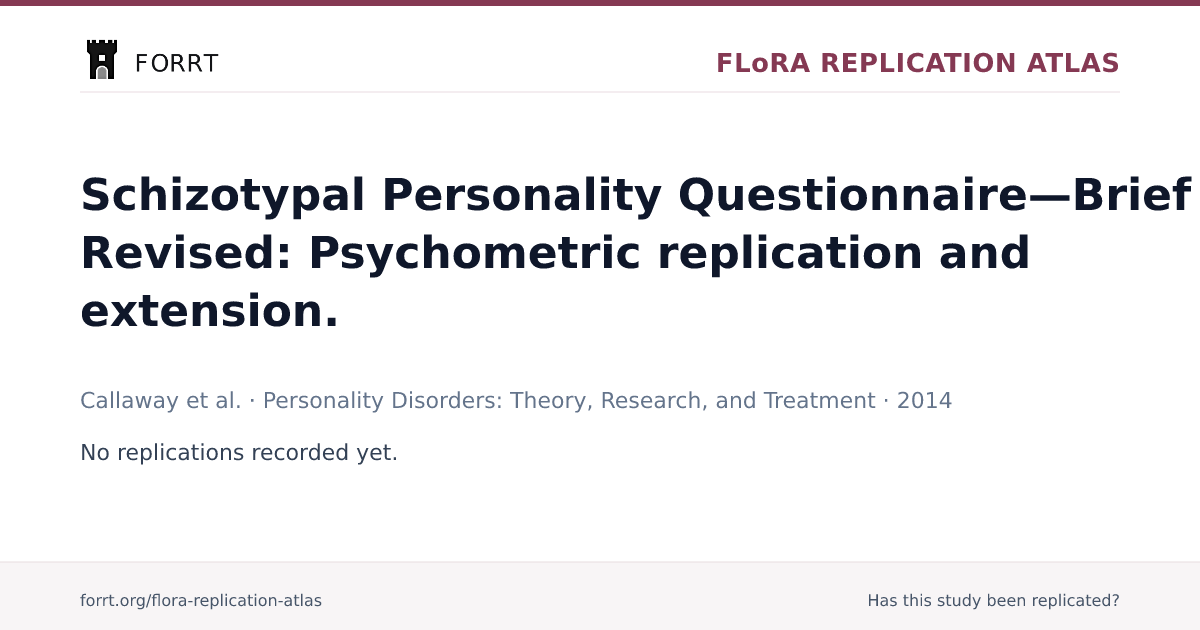 FORRT
FLoRA REPLICATION ATLAS
Schizotypal Personality Questionnaire—Brief
Revised: Psychometric replication and
extension.
Callaway et al. · Personality Disorders: Theory, Research, and Treatment · 2014
No replications recorded yet.
forrt.org/flora-replication-atlas
Has this study been replicated?